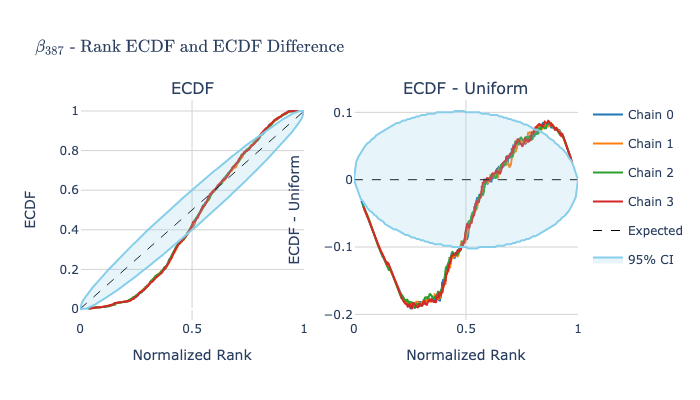 β387 - Rank ECDF and ECDF Difference
ECDF
ECDF
1
0.8
0.6
0.4
0.2
0
0
0.5
1
Normalized Rank
ECDF - Uniform
ECDF - Uniform
0.1
0
−0.1
−0.2
0
0.5
1
Normalized Rank
Chain 0
Chain 1
Chain 2
Chain 3
Expected
95% CI